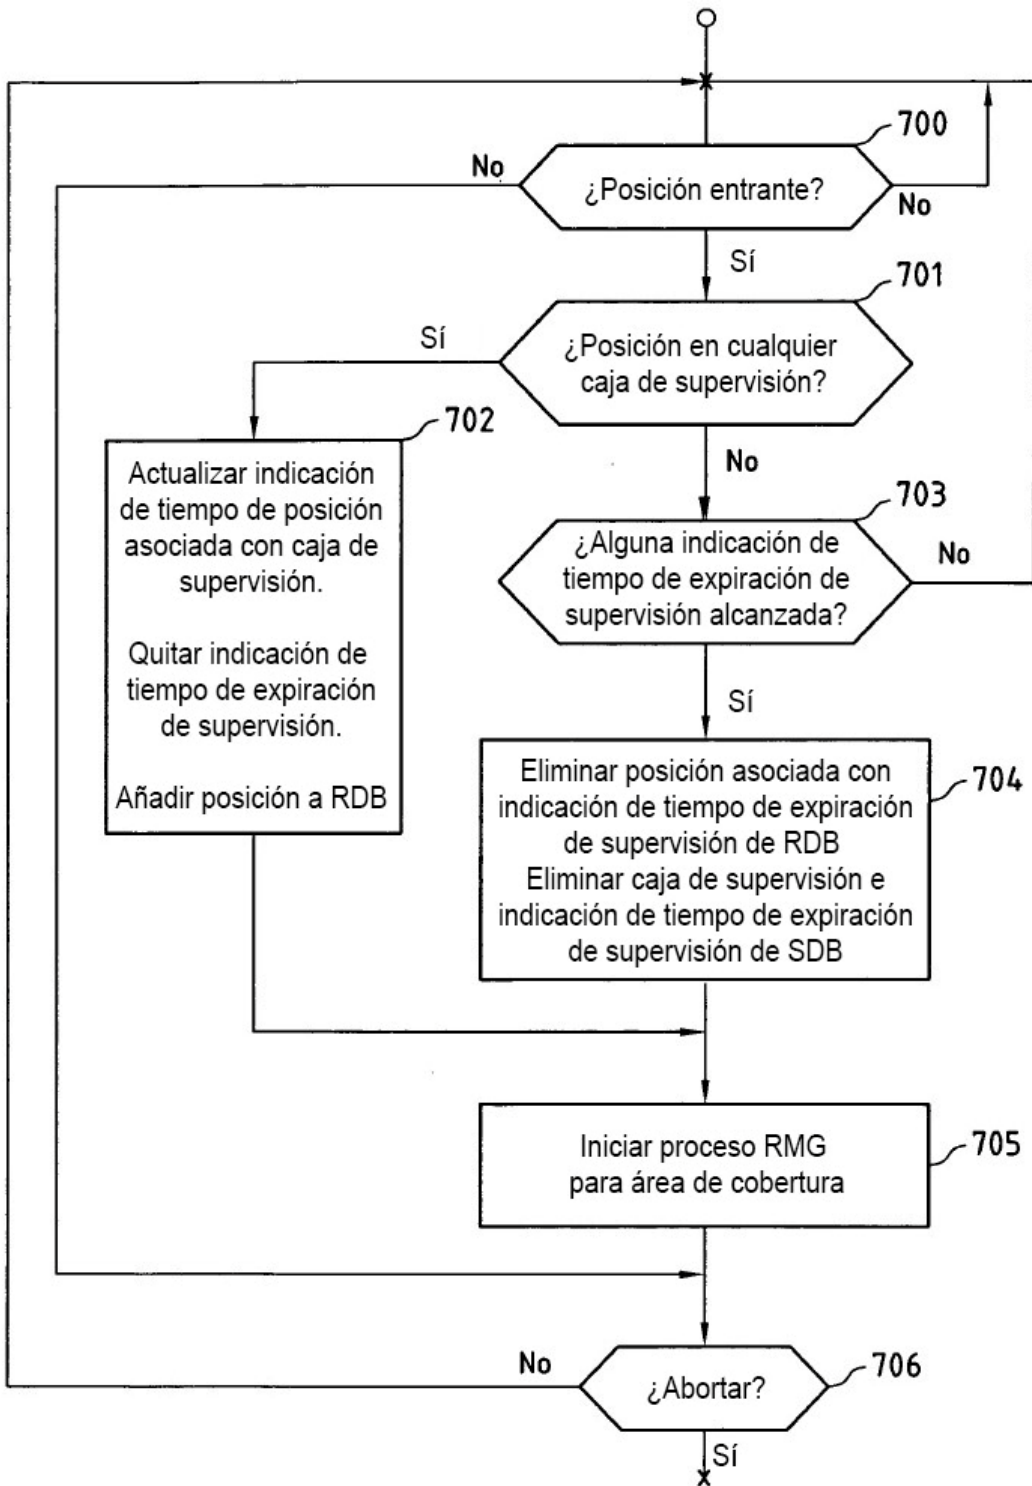 700
No
¿Posición entrante?
No
Sí
701
Sí
¿Posición en cualquier
caja de supervisión?
702
No
Actualizar indicación
de tiempo de posición
asociada con caja de
supervisión.
Quitar indicación de
tiempo de expiración
de supervisión.
Añadir posición a RDB
703
¿Alguna indicación de
tiempo de expiración de
supervisión alcanzada?
No
Sí
704
Eliminar posición asociada con
indicación de tiempo de expiración
de supervisión de RDB
Eliminar caja de supervisión e
indicación de tiempo de expiración
de supervisión de SDB
705
Iniciar proceso RMG
para área de cobertura
No
706
¿Abortar?
Sí